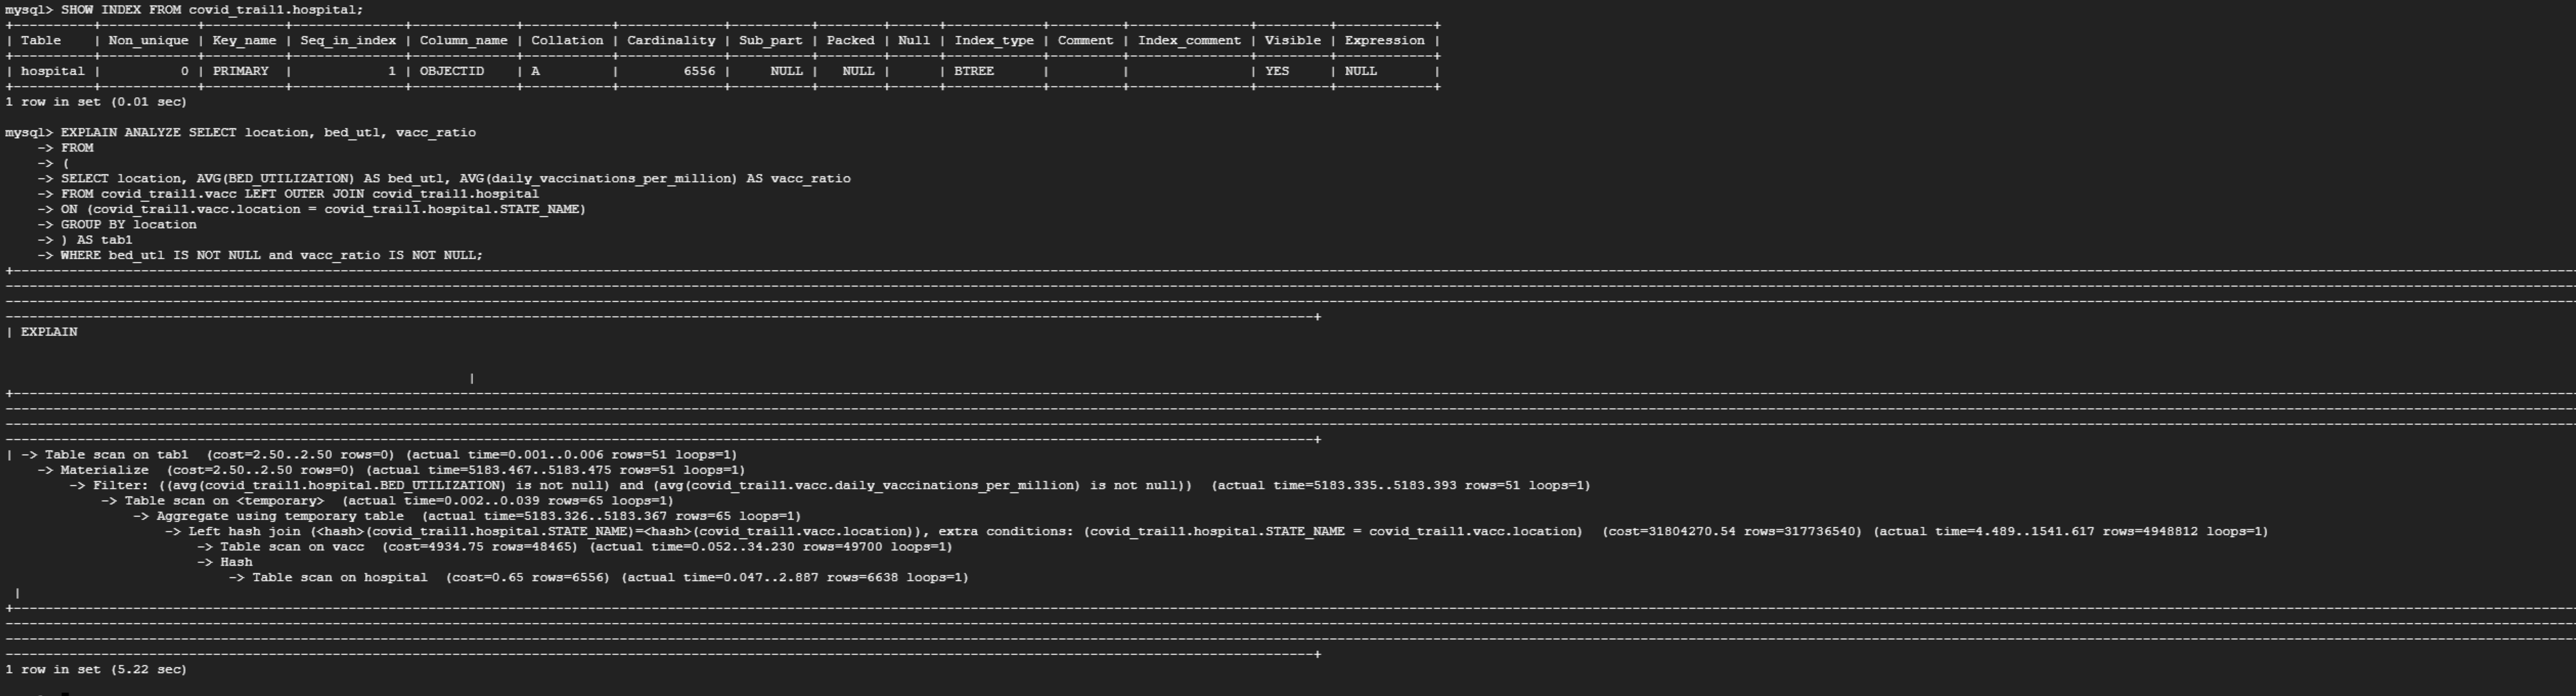 mysql> SHOW INDEX FROM covid_trail1.hospital;
| Table | Non_unique | Key_name | Seq_in_index | Column_name | Collation | Cardinality | Sub_part | Packed | Null | Index_type | Comment | Index_comment | Visible | Expression |
| hospital | 0 | PRIMARY | 1 | OBJECTID | A | 6556 | NULL | NULL | | BTREE | | | YES | NULL |
1 row in set (0.01 sec)
mysql> EXPLAIN ANALYZE SELECT location, bed_utl, vacc_ratio
-> FROM
-> (
-> SELECT location, AVG(BED_UTILIZATION) AS bed_utl, AVG(daily_vaccinations_per_million) AS vacc_ratio
-> FROM covid_trail1.vacc LEFT OUTER JOIN covid_trail1.hospital
-> ON (covid_trail1.vacc.location = covid_trail1.hospital.STATE_NAME)
-> GROUP BY location
-> ) AS tab1
-> WHERE bed_utl IS NOT NULL and vacc_ratio IS NOT NULL;
| EXPLAIN
|
| -> Table scan on tab1 (cost=2.50..2.50 rows=0) (actual time=0.001..0.006 rows=51 loops=1)
-> Materialize (cost=2.50..2.50 rows=0) (actual time=5183.467..5183.475 rows=51 loops=1)
-> Filter: ((avg(covid_trail1.hospital.BED_UTILIZATION) is not null) and (avg(covid_trail1.vacc.daily_vaccinations_per_million) is not null)) (actual time=5183.335..5183.393 rows=51 loops=1)
-> Table scan on <temporary> (actual time=0.002..0.039 rows=65 loops=1)
-> Aggregate using temporary table (actual time=5183.326..5183.367 rows=65 loops=1)
-> Left hash join (<hash>(covid_trail1.hospital.STATE_NAME)=<hash>(covid_trail1.vacc.location)), extra conditions: (covid_trail1.hospital.STATE_NAME = covid_trail1.vacc.location) (cost=31804270.54 rows=317736540) (actual time=4.489..1541.617 rows=4948812 loops=1)
-> Table scan on vacc (cost=4934.75 rows=48465) (actual time=0.052..34.230 rows=49700 loops=1)
-> Hash
-> Table scan on hospital (cost=0.65 rows=6556) (actual time=0.047..2.887 rows=6638 loops=1)
|
1 row in set (5.22 sec)